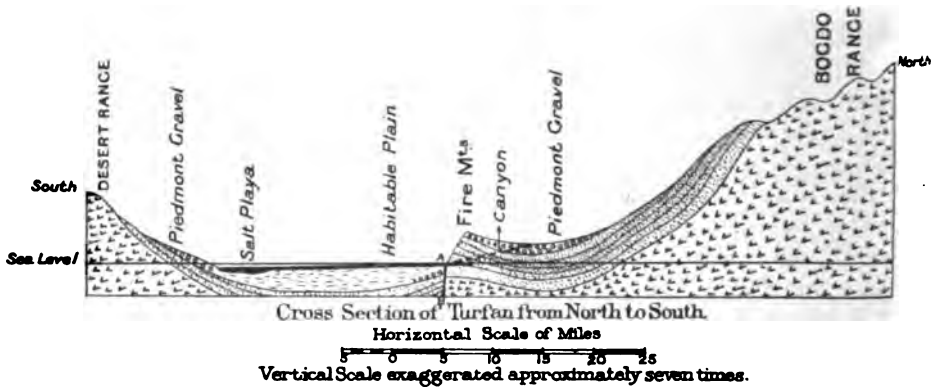 BOGDO RANGE
North
DESERT RANGE
Piedmont Gravel
Salt Playa
Habitable Plain
Fire Mts
Canyon
Piedmont Gravel
South
Sea Level
Cross Section of Turfan from North to South.
Horizontal Scale of Miles
5 0 5 10 15 20 25
Vertical Scale exaggerated approximately seven times.